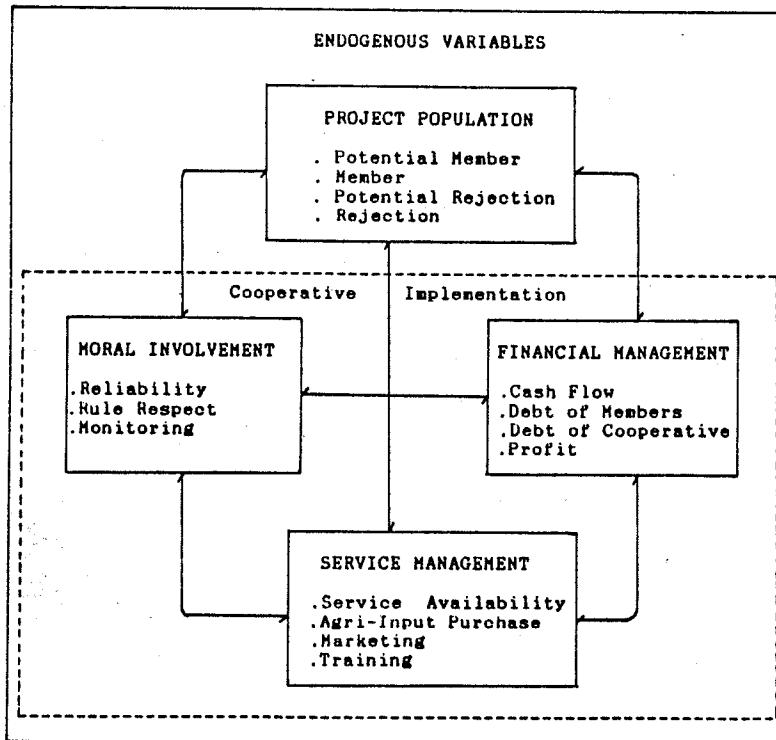 ENDOGENOUS VARIABLES
PROJECT POPULATION
. Potential Member
. Member
. Potential Rejection
. Rejection
Cooperative Implementation
MORAL INVOLVEMENT
.Reliability
.Rule Respect
.Monitoring
FINANCIAL MANAGEMENT
.Cash Flow
.Debt of Members
.Debt of Cooperative
.Profit
SERVICE MANAGEMENT
.Service Availability
.Agri-Input Purchase
.Marketing
.Training